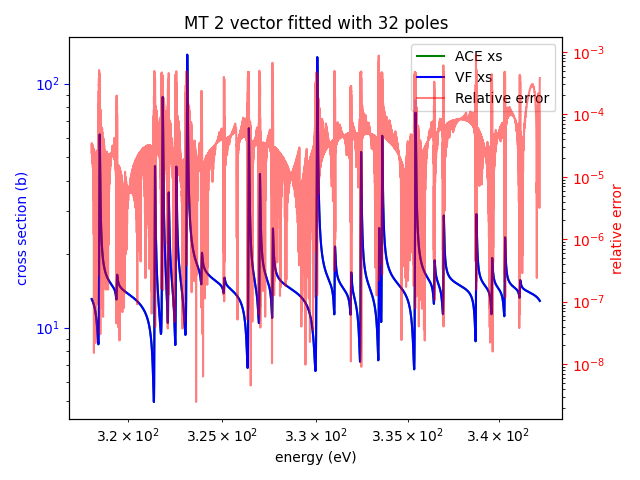 MT 2 vector fitted with 32 poles
ACE xs
VF xs
Relative error
cross section (b)
10²
10¹
relative error
10⁻³
10⁻⁴
10⁻⁵
10⁻⁶
10⁻⁷
10⁻⁸
3.2 × 10² 3.25 × 10² 3.3 × 10² 3.35 × 10² 3.4 × 10²
energy (eV)